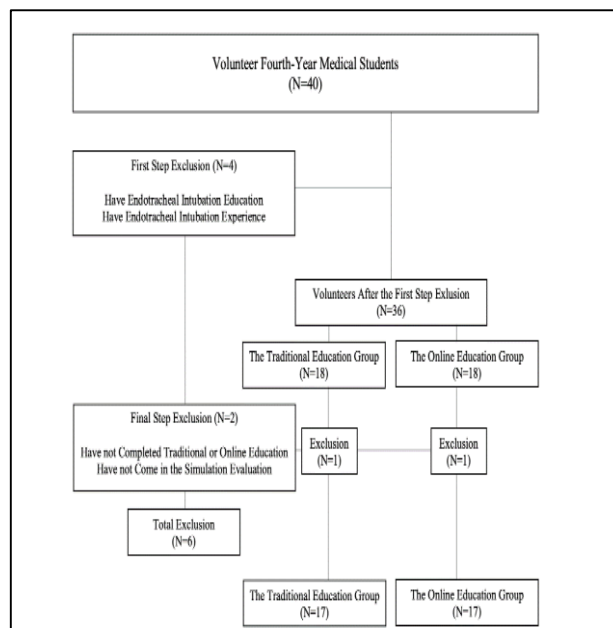 Volunteer Fourth-Year Medical Students
(N=40)
First Step Exclusion (N=4)
Have Endotracheal Intubation Education
Have Endotracheal Intubation Experience
Volunteers After the First Step Exlusion
(N=36)
The Traditional Education Group
(N=18)
The Online Education Group
(N=18)
Final Step Exclusion (N=2)
Have not Completed Traditional or Online Education
Have not Come in the Simulation Evaluation
Exclusion
(N=1)
Exclusion
(N=1)
Total Exclusion
(N=6)
The Traditional Education Group
(N=17)
The Online Education Group
(N=17)